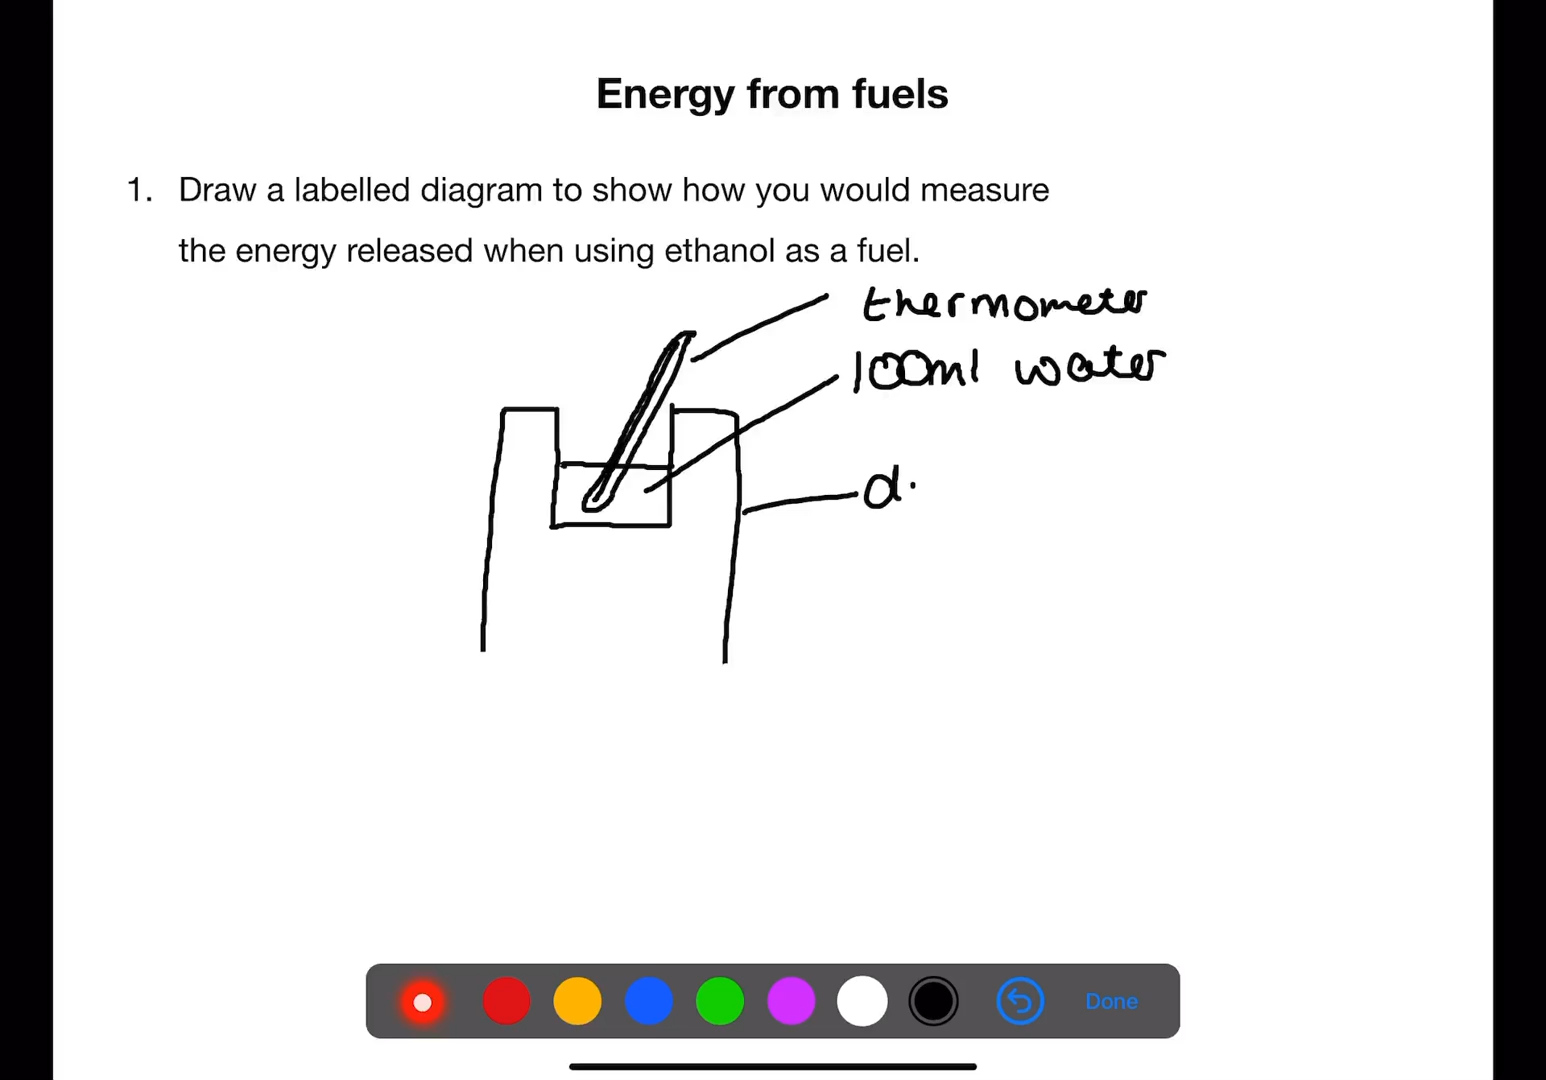 Energy from fuels
1. Draw a labelled diagram to show how you would measure
the energy released when using ethanol as a fuel.
thermometer
100ml water
d.
Done